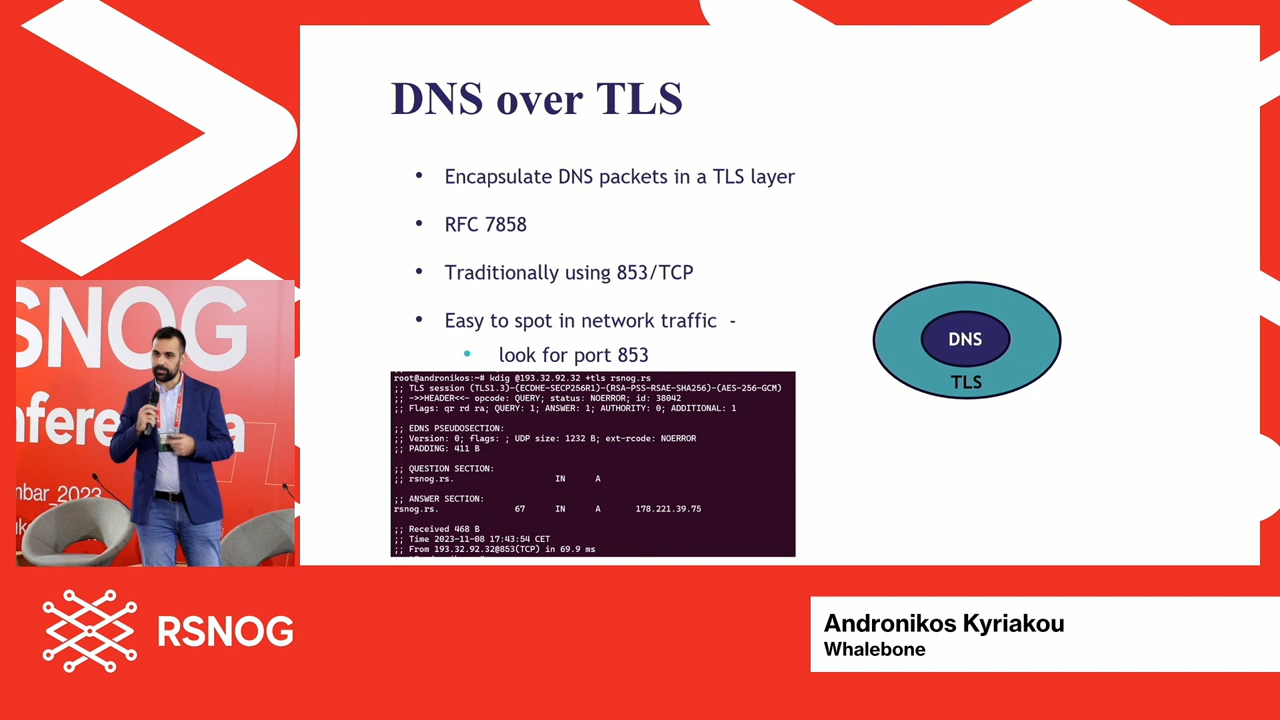 DNS over TLS
• Encapsulate DNS packets in a TLS layer
• RFC 7858
• Traditionally using 853/TCP
• Easy to spot in network traffic -
• look for port 853
root@andronikos:~# kdig @193.32.92.32 +tls rsnog.rs
;; TLS session (TLS1.3)-(ECDHE-SECP256R1)-(RSA-PSS-RSAE-SHA256)-(AES-256-GCM)
;; ->>HEADER<<- opcode: QUERY; status: NOERROR; id: 38042
;; Flags: qr rd ra; QUERY: 1; ANSWER: 1; AUTHORITY: 0; ADDITIONAL: 1
;; EDNS PSEUDOSECTION:
;; Version: 0; flags: ; UDP size: 1232 B; ext-rcode: NOERROR
;; PADDING: 411 B
;; QUESTION SECTION:
;; rsnog.rs. IN A
;; ANSWER SECTION:
rsnog.rs. 67 IN A 178.221.39.75
;; Received 468 B
;; Time 2023-11-08 17:43:54 CET
;; From 193.32.92.32@853(TCP) in 69.9 ms
DNS
TLS
SNOG
nfere a
mbar 2023
RSNOG
Andronikos Kyriakou
Whalebone